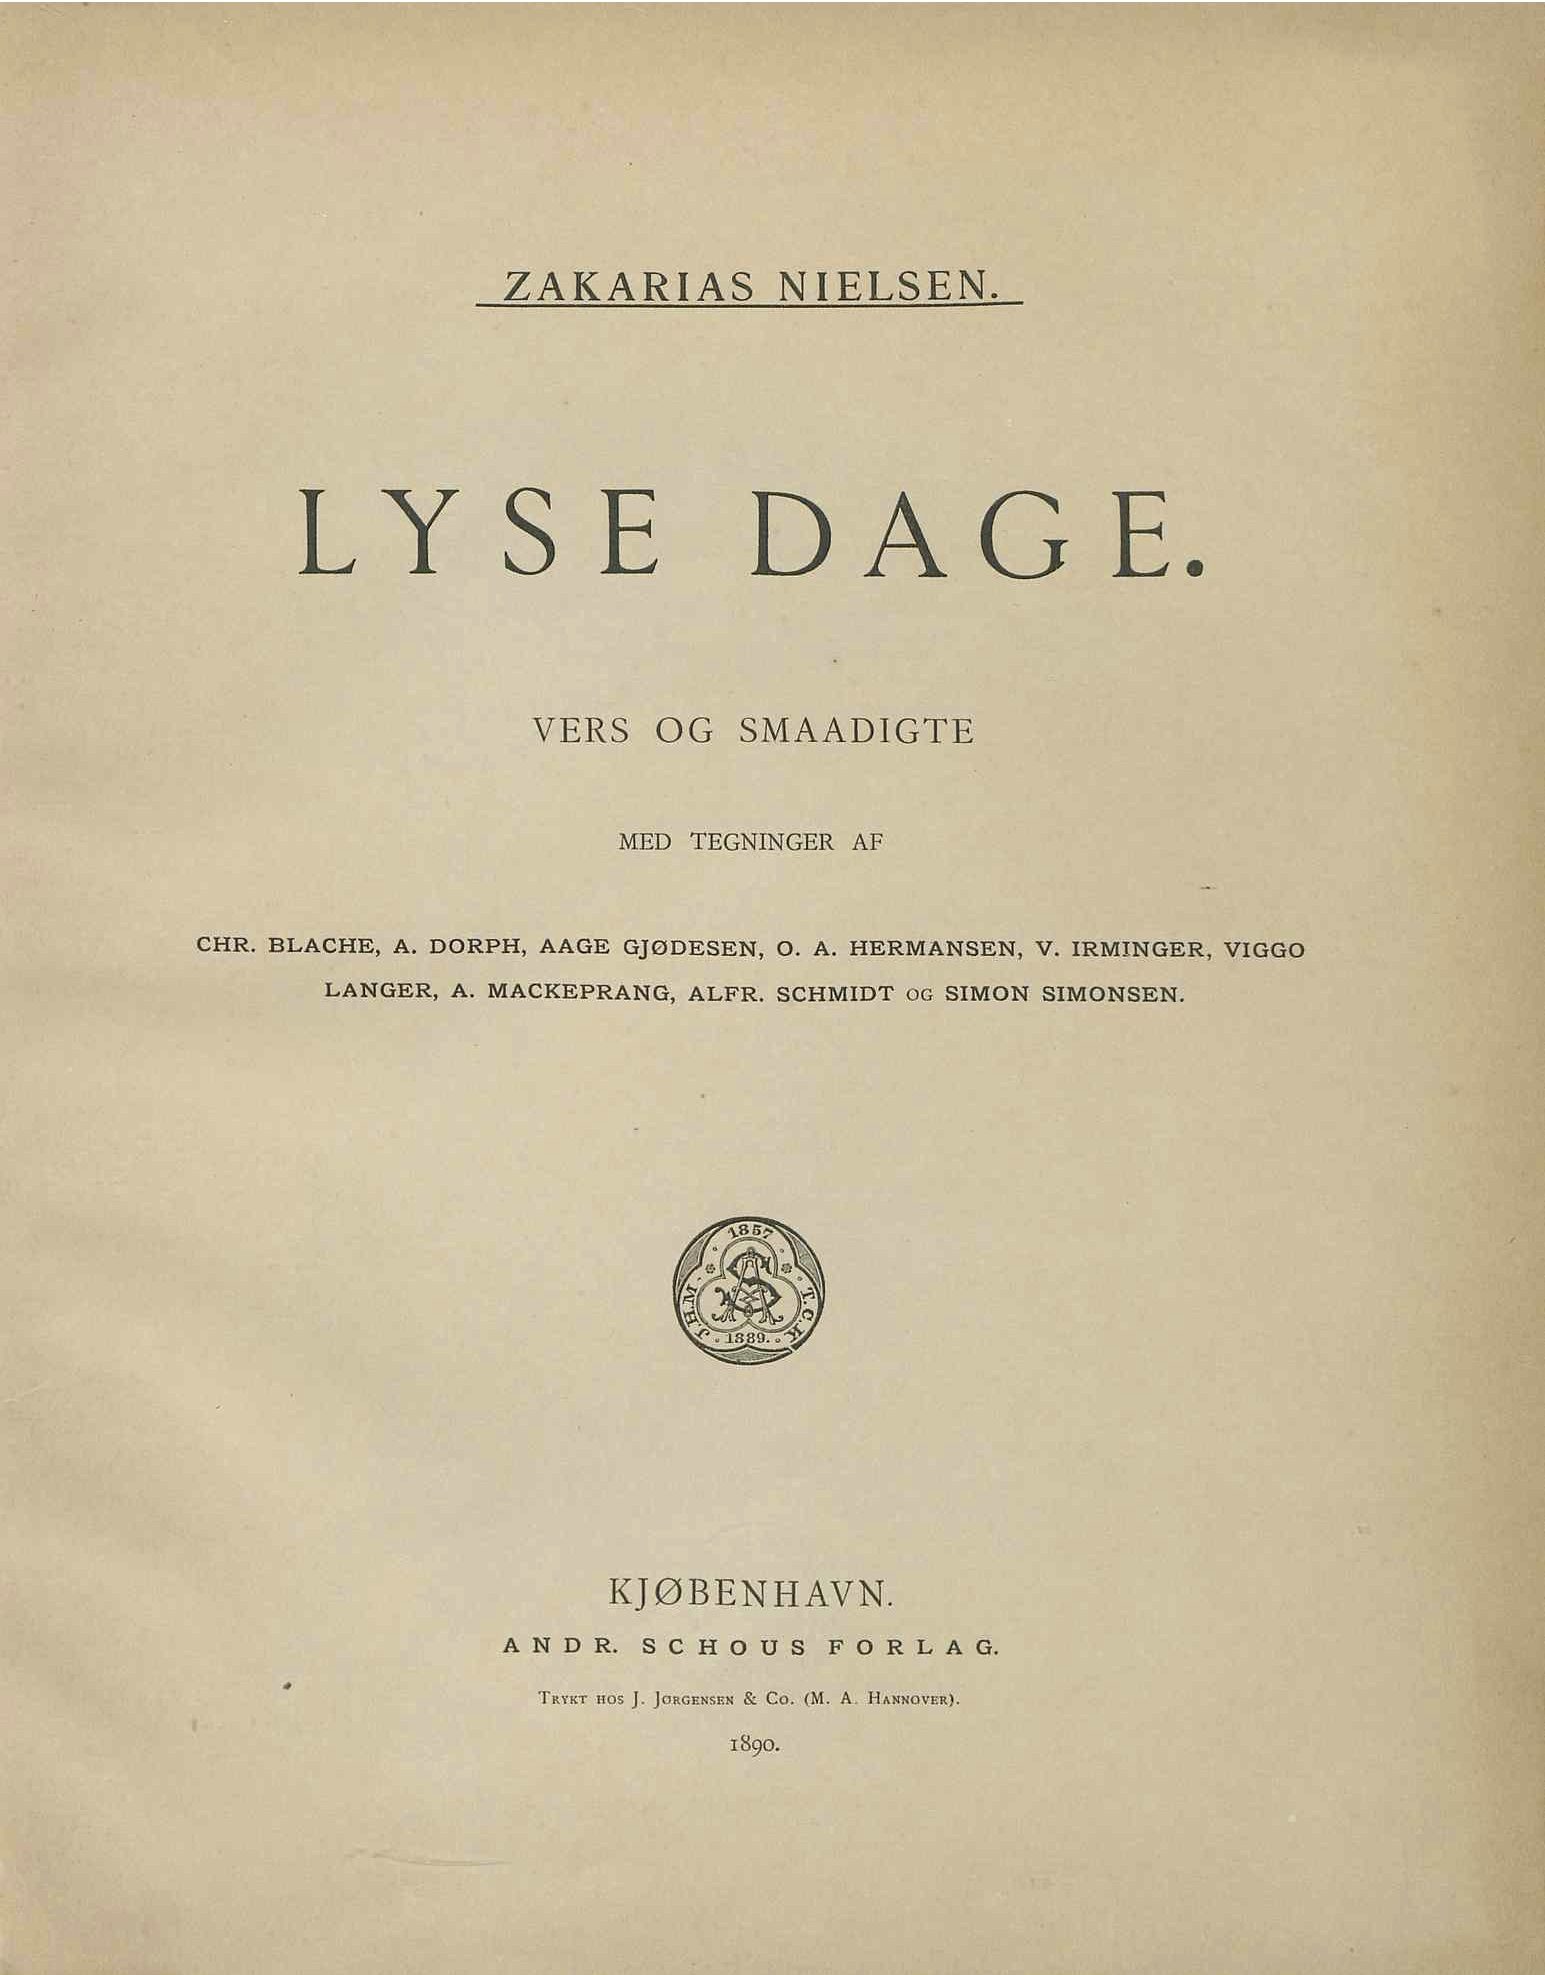 ZAKARIAS NIELSEN.
LYSE DAGE.
VERS OG SMAADIGTE
MED TEGNINGER AF
CHR. BLACHE, A. DORPH, AAGE GJØDESEN, O. A. HERMANSEN, V. IRMINGER, VIGGO
LANGER, A. MACKEPRANG, ALFR. SCHMIDT OG SIMON SIMONSEN.
1857
J.H.M.
T.C.K.
1889.
KJØBENHAVN.
ANDR. SCHOUS FORLAG.
TRYKT HOS J. JØRGENSEN & CO. (M. A. HANNOVER).
1890.